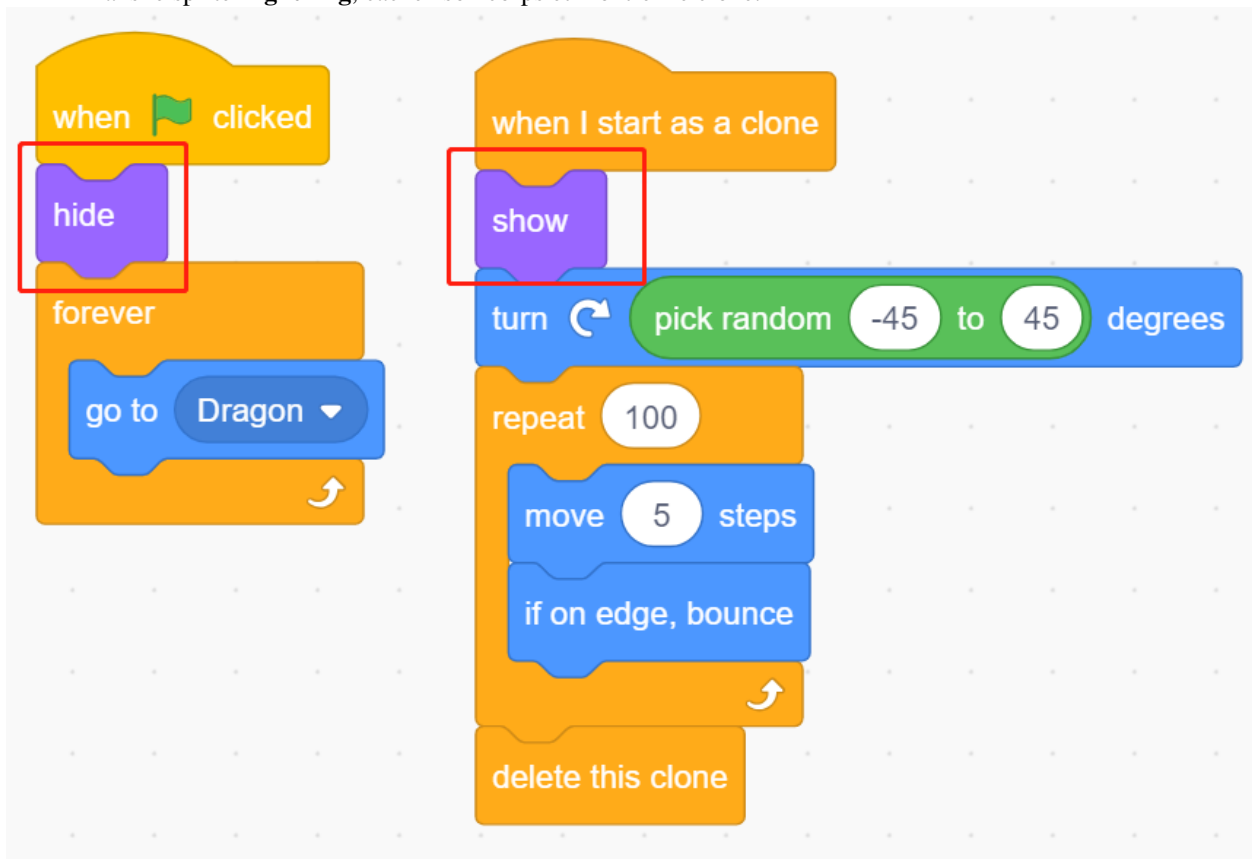 when clicked
hide
forever
go to Dragon
when I start as a clone
show
turn pick random -45 to 45 degrees
repeat 100
move 5 steps
if on edge, bounce
delete this clone